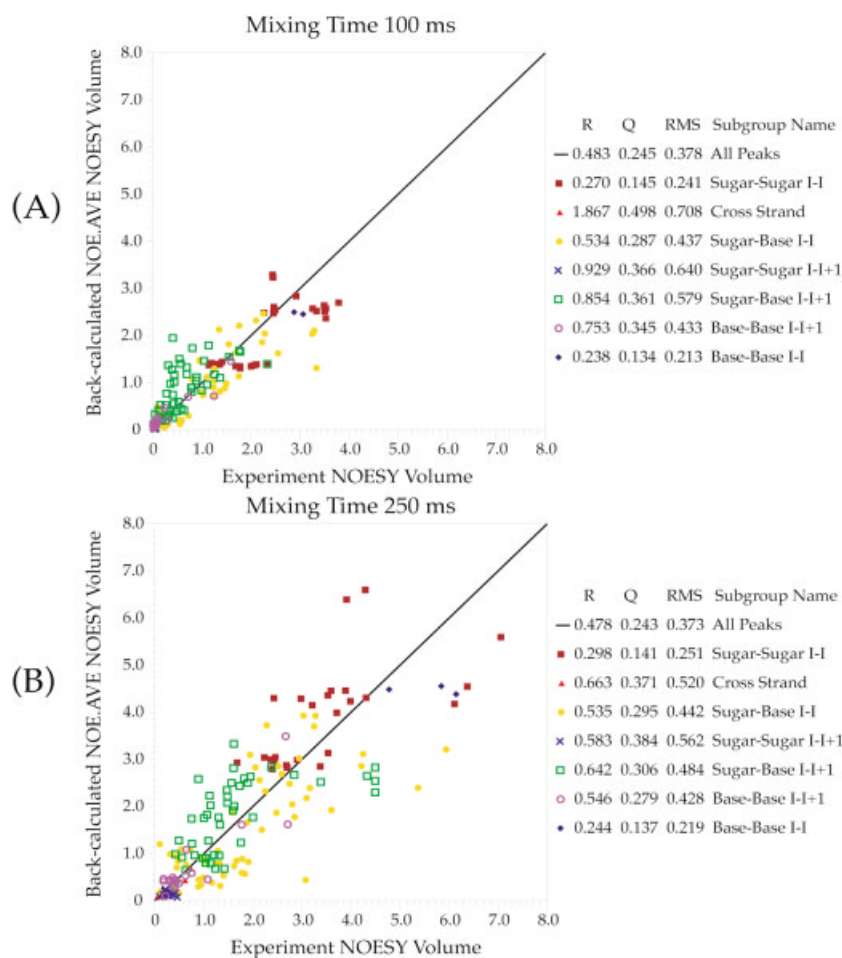 Mixing Time 100 ms
(A)
Back-calculated NOE.AVE NOESY Volume
8.0
7.0
6.0
5.0
4.0
3.0
2.0
1.0
0
0 1.0 2.0 3.0 4.0 5.0 6.0 7.0 8.0
Experiment NOESY Volume
R Q RMS Subgroup Name
0.483 0.245 0.378 All Peaks
0.270 0.145 0.241 Sugar-Sugar I-I
1.867 0.498 0.708 Cross Strand
0.534 0.287 0.437 Sugar-Base I-I
0.929 0.366 0.640 Sugar-Sugar I-I+1
0.854 0.361 0.579 Sugar-Base I-I+1
0.753 0.345 0.433 Base-Base I-I+1
0.238 0.134 0.213 Base-Base I-I
Mixing Time 250 ms
(B)
Back-calculated NOE.AVE NOESY Volume
8.0
7.0
6.0
5.0
4.0
3.0
2.0
1.0
0
0 1.0 2.0 3.0 4.0 5.0 6.0 7.0 8.0
Experiment NOESY Volume
R Q RMS Subgroup Name
0.478 0.243 0.373 All Peaks
0.298 0.141 0.251 Sugar-Sugar I-I
0.663 0.371 0.520 Cross Strand
0.535 0.295 0.442 Sugar-Base I-I
0.583 0.384 0.562 Sugar-Sugar I-I+1
0.642 0.306 0.484 Sugar-Base I-I+1
0.546 0.279 0.428 Base-Base I-I+1
0.244 0.137 0.219 Base-Base I-I